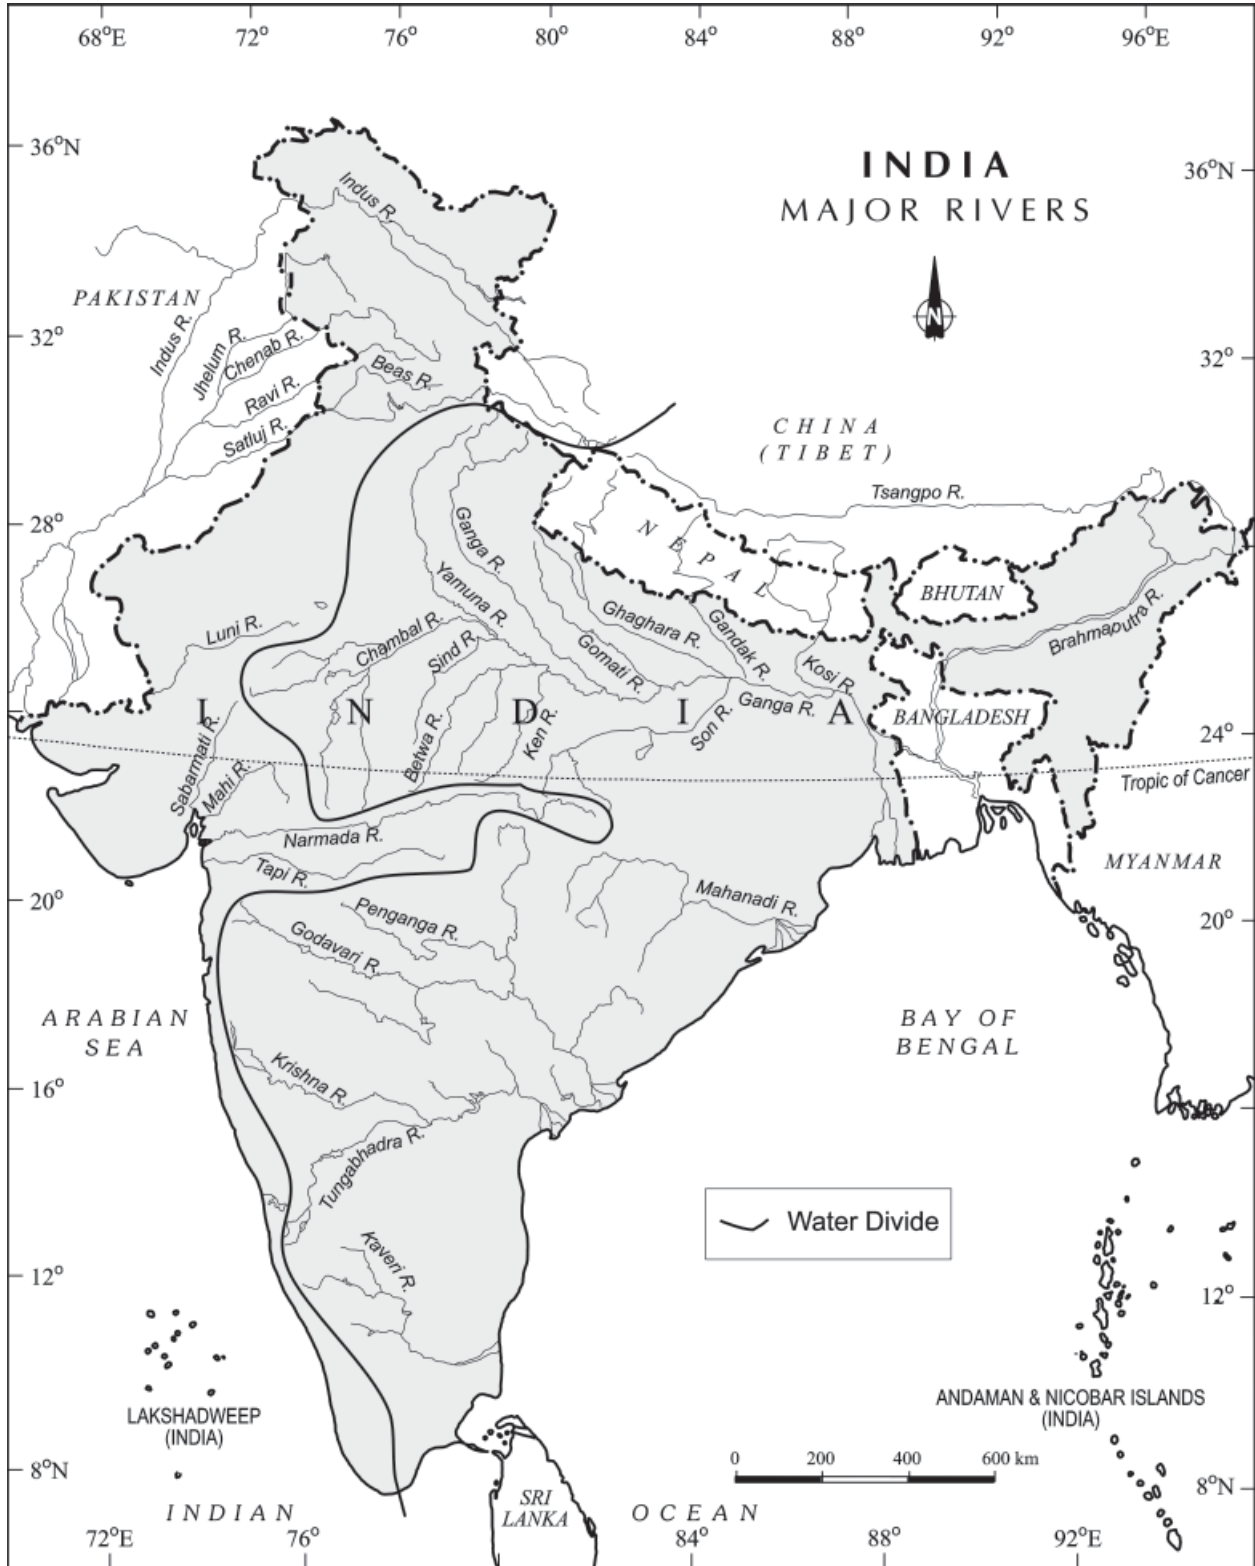 68°E 72° 76° 80° 84° 88° 92° 96°E
36°N
INDIA
MAJOR RIVERS
36°N
Indus R.
N
PAKISTAN
Indus R.
Jhelum R.
Chenab R.
Ravi R.
Satluj R.
Beas R.
32°
32°
CHINA
(TIBET)
Tsangpo R.
28°
28°
NEPAL
BHUTAN
Ganga R.
Yamuna R.
Ghaghara R.
Gomati R.
Gandak R.
Kosi R.
Brahmaputra R.
Luni R.
Chambal R.
Sind R.
Betwa R.
Ken R.
Son R.
Ganga R.
INDIA
BANGLADESH
24°
24°
Tropic of Cancer
Sabarmati R.
Mahi R.
Narmada R.
Tapi R.
MYANMAR
Mahanadi R.
20°
20°
Penganga R.
Godavari R.
ARABIAN
SEA
BAY OF
BENGAL
Krishna R.
16°
Tungabhadra R.
Water Divide
Kaveri R.
12°
12°
LAKSHADWEEP
(INDIA)
ANDAMAN & NICOBAR ISLANDS
(INDIA)
0 200 400 600 km
8°N
8°N
SRI
LANKA
INDIAN OCEAN
72°E 76° 84° 88° 92°E